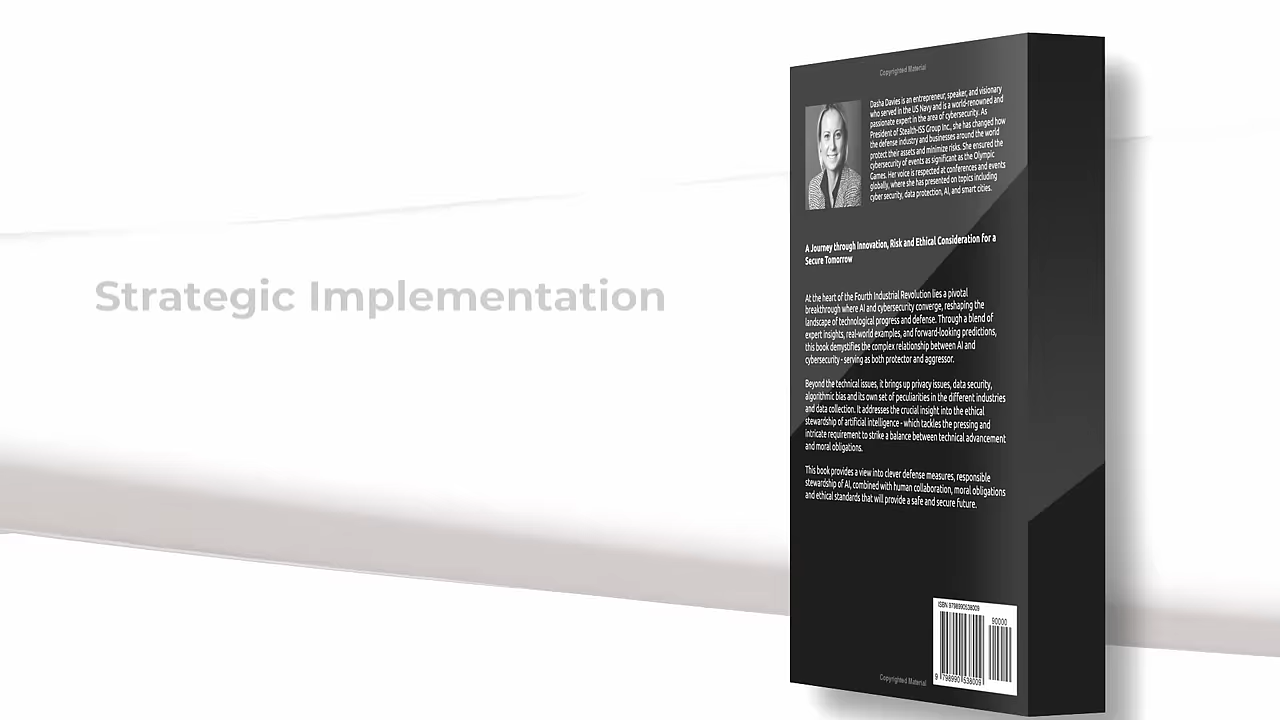 Strategic Implementation
Copyrighted Material
Dasha Davies is an entrepreneur, speaker, and visionary
who served in the US Navy and is a world-renowned and
passionate expert in the area of cybersecurity. As
President of Stealth-ISS Group Inc., she has changed how
the defense industry and businesses around the world
protect their assets and minimize risks. She ensured the
cybersecurity of events as significant as the Olympic
Games. Her voice is respected at conferences and events
globally, where she has presented on topics including
cyber security, data protection, AI, and smart cities.
A Journey through Innovation, Risk and Ethical Consideration for a
Secure Tomorrow
At the heart of the Fourth Industrial Revolution lies a pivotal
breakthrough where AI and cybersecurity converge, reshaping the
landscape of technological progress and defense. Through a blend of
expert insights, real-world examples, and forward-looking predictions,
this book demystifies the complex relationship between AI and
cybersecurity - serving as both protector and aggressor.
Beyond the technical issues, it brings up privacy issues, data security,
algorithmic bias and its own set of peculiarities in the different industries
and data collection. It addresses the crucial insight into the ethical
stewardship of artificial intelligence - which tackles the pressing and
intricate requirement to strike a balance between technical advancement
and moral obligations.
This book provides a view into clever defense measures, responsible
stewardship of AI, combined with human collaboration, moral obligations
and ethical standards that will provide a safe and secure future.
ISBN 9798990538009
90000
9 798990 538009
Copyrighted Material